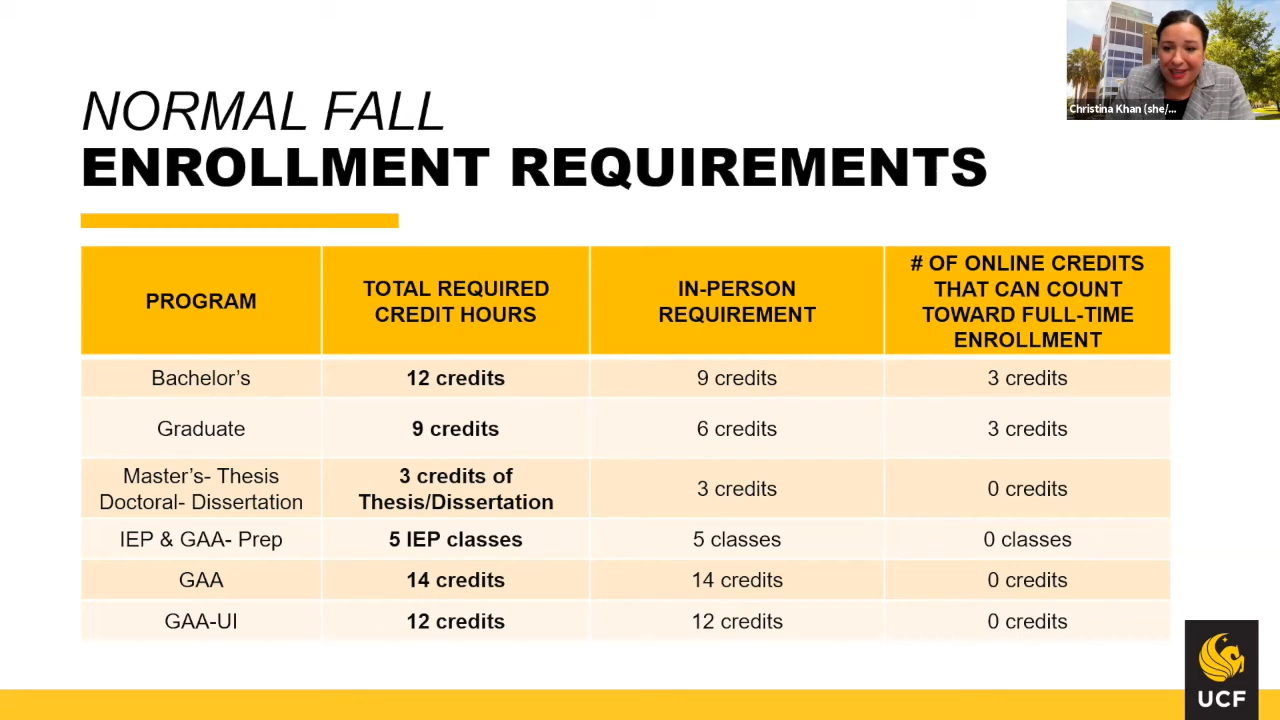 Christina Khan (she/...
NORMAL FALL
ENROLLMENT REQUIREMENTS
PROGRAM
TOTAL REQUIRED
CREDIT HOURS
IN-PERSON
REQUIREMENT
# OF ONLINE CREDITS
THAT CAN COUNT
TOWARD FULL-TIME
ENROLLMENT
Bachelor's
12 credits
9 credits
3 credits
Graduate
9 credits
6 credits
3 credits
Master's- Thesis
Doctoral- Dissertation
3 credits of
Thesis/Dissertation
3 credits
0 credits
IEP & GAA- Prep
5 IEP classes
5 classes
0 classes
GAA
14 credits
14 credits
0 credits
GAA-UI
12 credits
12 credits
0 credits
UCF